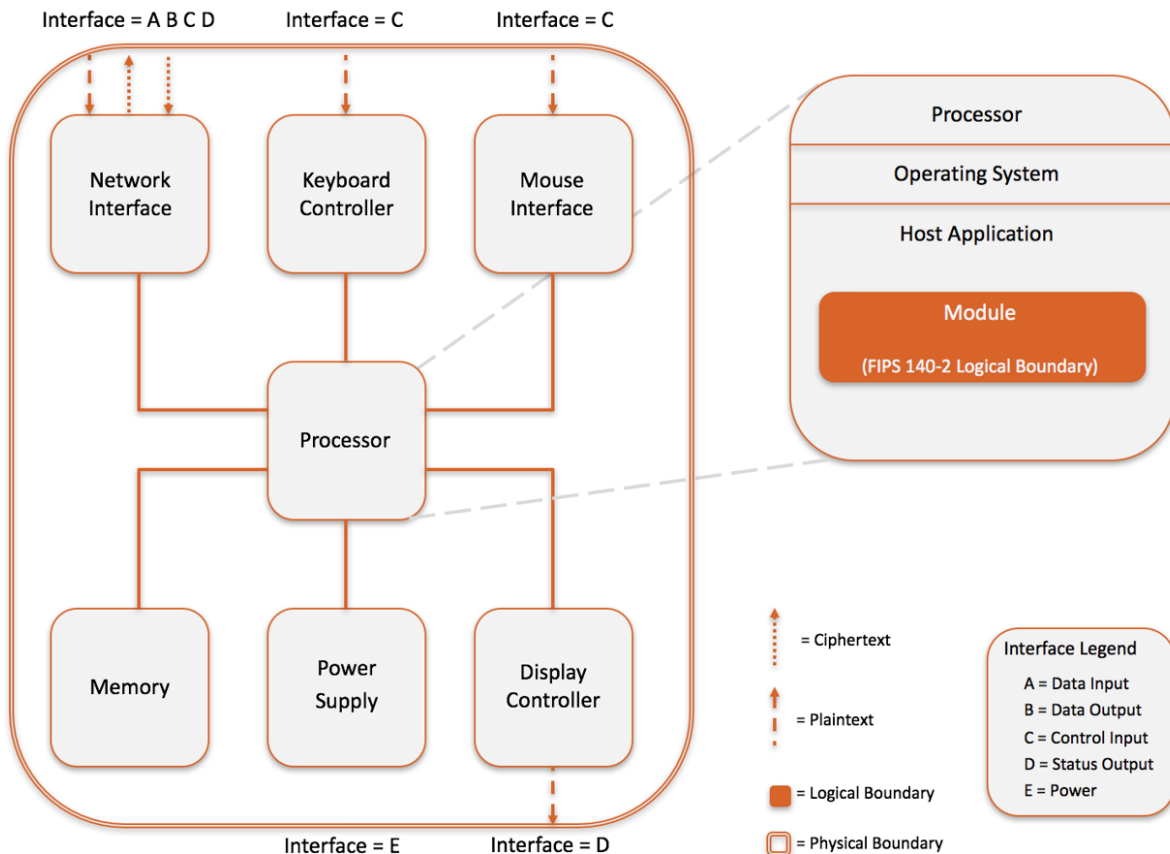 Interface = A B C D
Interface = C
Interface = C
Network
Interface
Keyboard
Controller
Mouse
Interface
Processor
Memory
Power
Supply
Display
Controller
Interface = E
Interface = D
Processor
Operating System
Host Application
Module
(FIPS 140-2 Logical Boundary)
= Ciphertext
= Plaintext
= Logical Boundary
= Physical Boundary
Interface Legend
A = Data Input
B = Data Output
C = Control Input
D = Status Output
E = Power